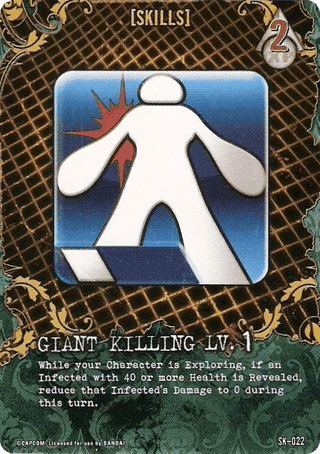 [SKILLS]
2
XP
GIANT KILLING LV. 1
While your Character is Exploring, if an
Infected with 40 or more Health is Revealed,
reduce that Infected's Damage to 0 during
this turn.
©CAPCOM. Licensed for use by BANDAI
SK-022